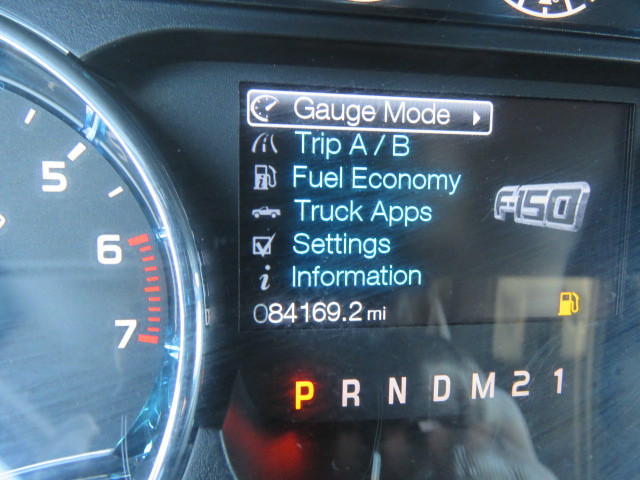 Gauge Mode
Trip A / B
Fuel Economy
Truck Apps
Settings
Information
F-150
084169.2 mi
5
6
7
P R N D M 2 1